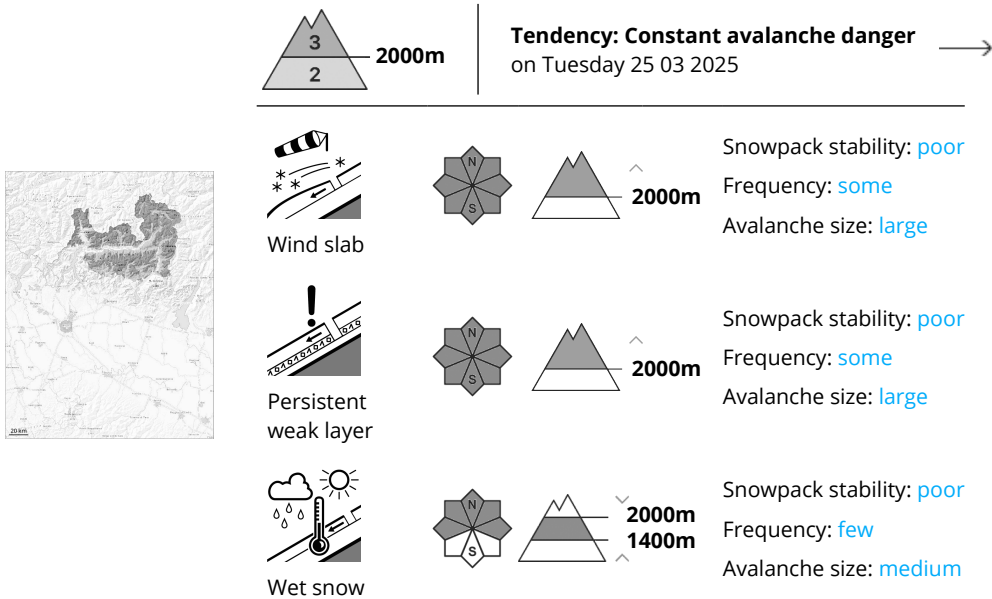 3
2
2000m
Tendency: Constant avalanche danger
on Tuesday 25 03 2025
20 km
Wind slab
N
S
2000m
Snowpack stability: poor
Frequency: some
Avalanche size: large
Persistent
weak layer
N
S
2000m
Snowpack stability: poor
Frequency: some
Avalanche size: large
Wet snow
N
S
2000m
1400m
Snowpack stability: poor
Frequency: few
Avalanche size: medium